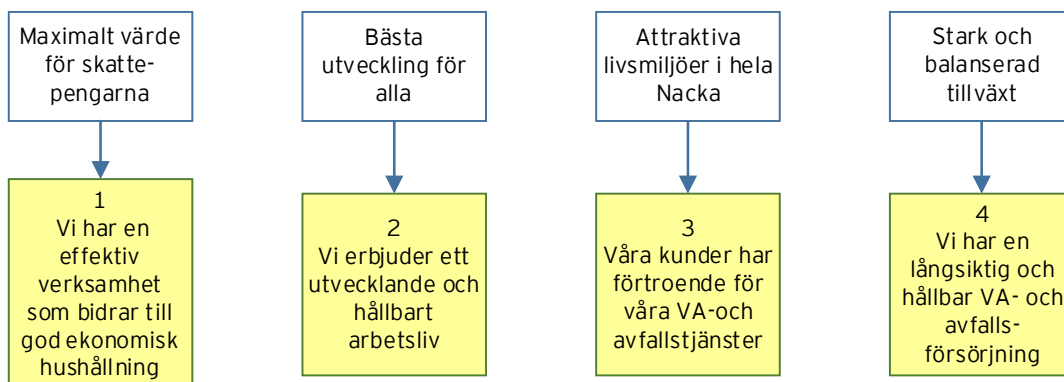 Maximalt värde
för skatte-
pengarna
Bästa
utveckling för
alla
Attraktiva
livsmiljöer i hela
Nacka
Stark och
balanserad
tillväxt
1
Vi har en
effektiv
verksamhet
som bidrar till
god ekonomisk
hushållning
2
Vi erbjuder ett
utvecklande och
hållbart
arbetsliv
3
Våra kunder har
förtroende för
våra VA-och
avfallstjänster
4
Vi har en
långsiktig och
hållbar VA- och
avfalls-
försörjning